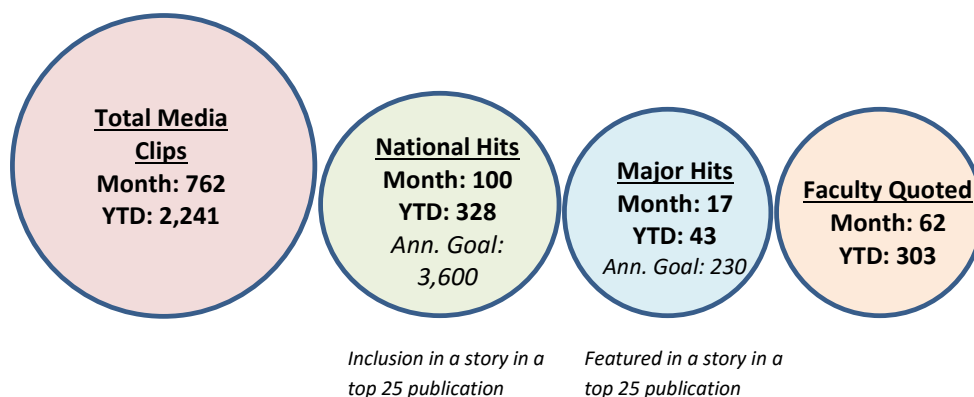 Total Media
Clips
Month: 762
YTD: 2,241
National Hits
Month: 100
YTD: 328
Ann. Goal:
3,600
Major Hits
Month: 17
YTD: 43
Ann. Goal: 230
Faculty Quoted
Month: 62
YTD: 303
Inclusion in a story in a
top 25 publication
Featured in a story in a
top 25 publication